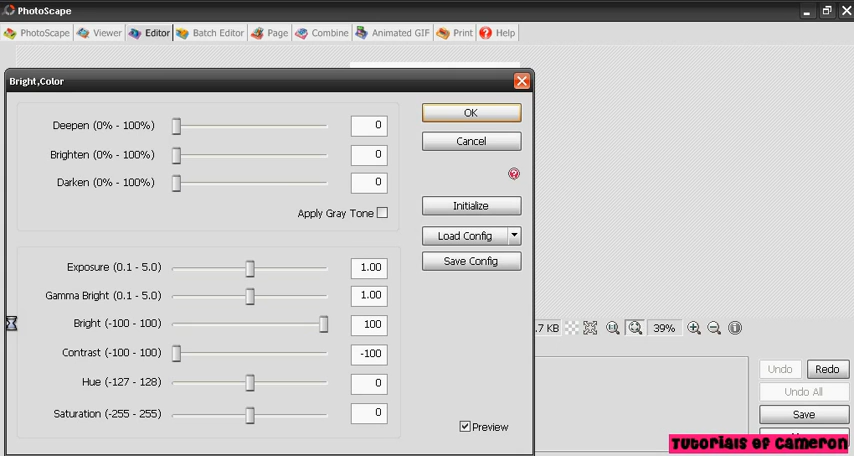 PhotoScape
PhotoScape Viewer Editor Batch Editor Page Combine Animated GIF Print Help
Bright,Color
Deepen (0% - 100%) 0
OK
Brighten (0% - 100%) 0
Cancel
Darken (0% - 100%) 0
Initialize
Apply Gray Tone
Load Config
Save Config
Exposure (0.1 - 5.0) 1.00
Gamma Bright (0.1 - 5.0) 1.00
Bright (-100 - 100) 100
.7 KB 39%
Contrast (-100 - 100) -100
Undo Redo
Hue (-127 - 128) 0
Undo All
Saturation (-255 - 255) 0
Save
Preview
Tutorials of Cameron